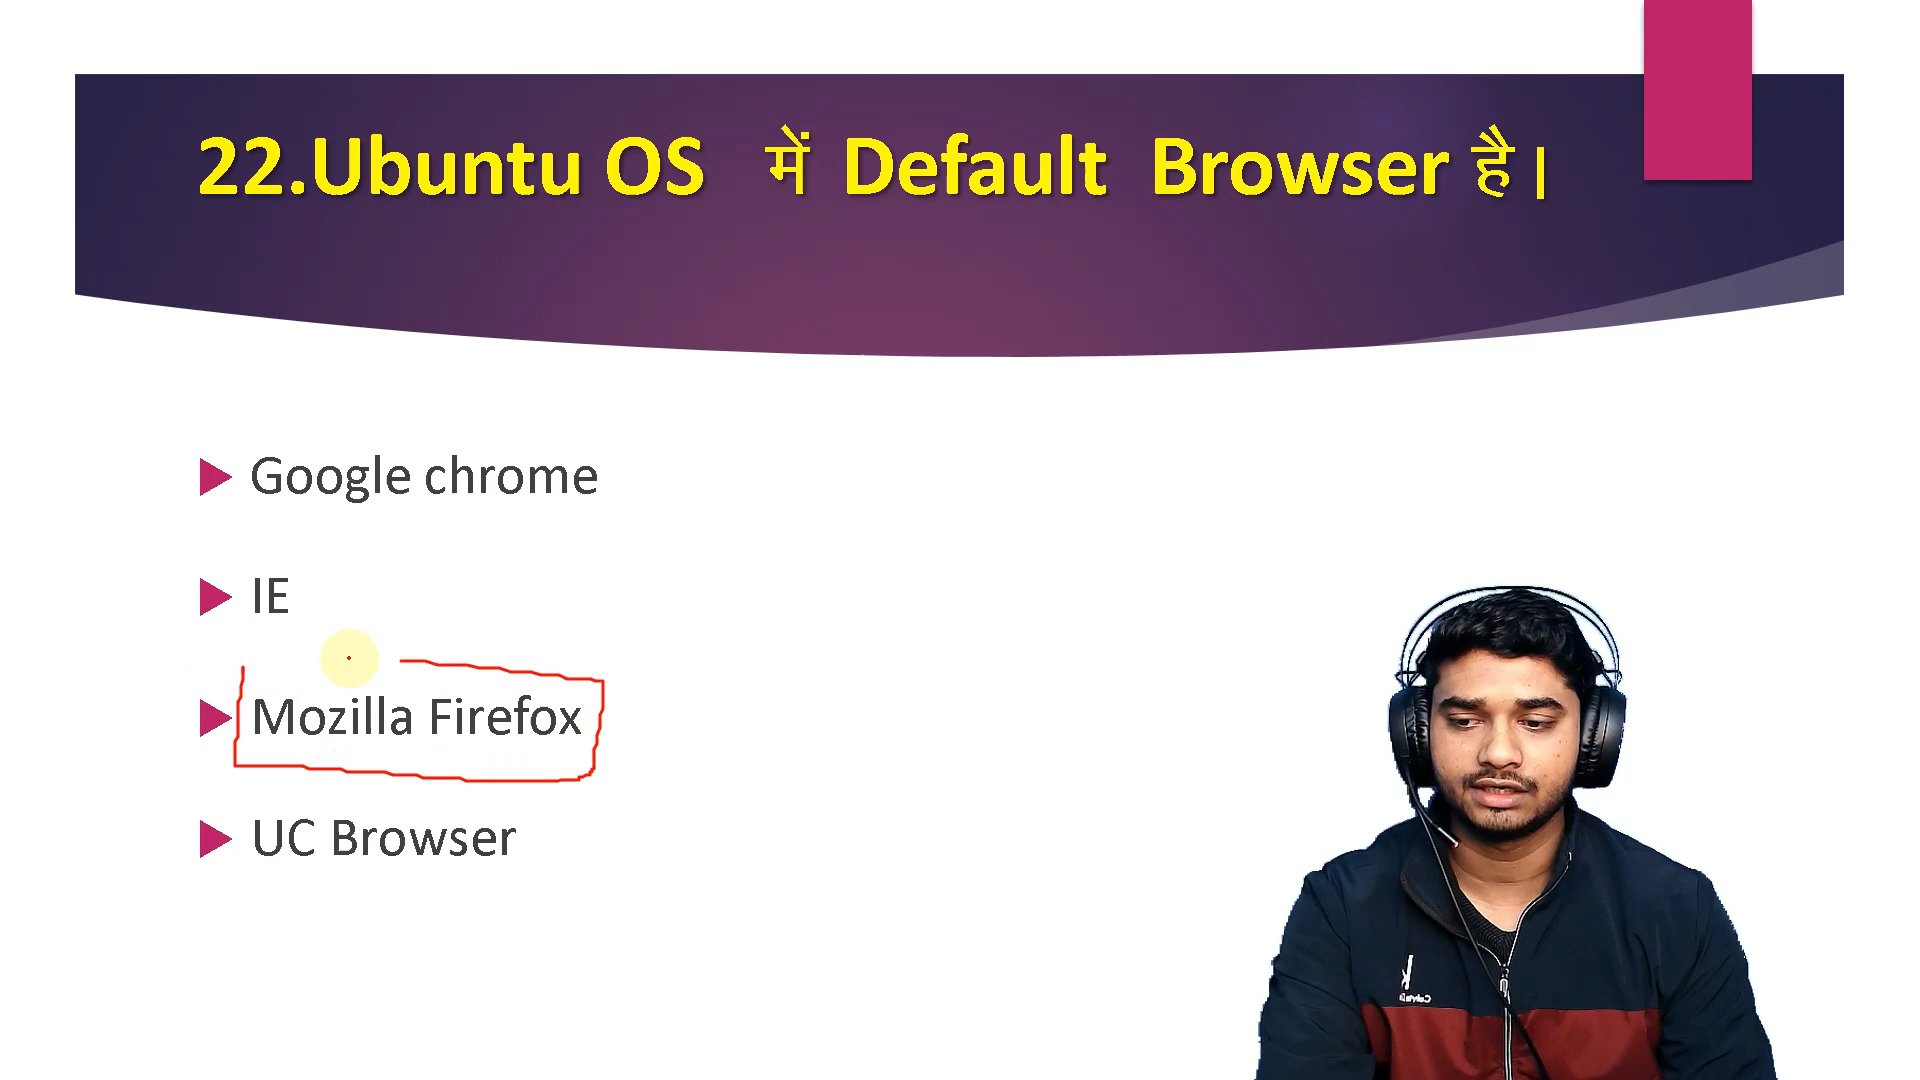 22.Ubuntu OS में Default Browser है।
Google chrome
IE
Mozilla Firefox
UC Browser